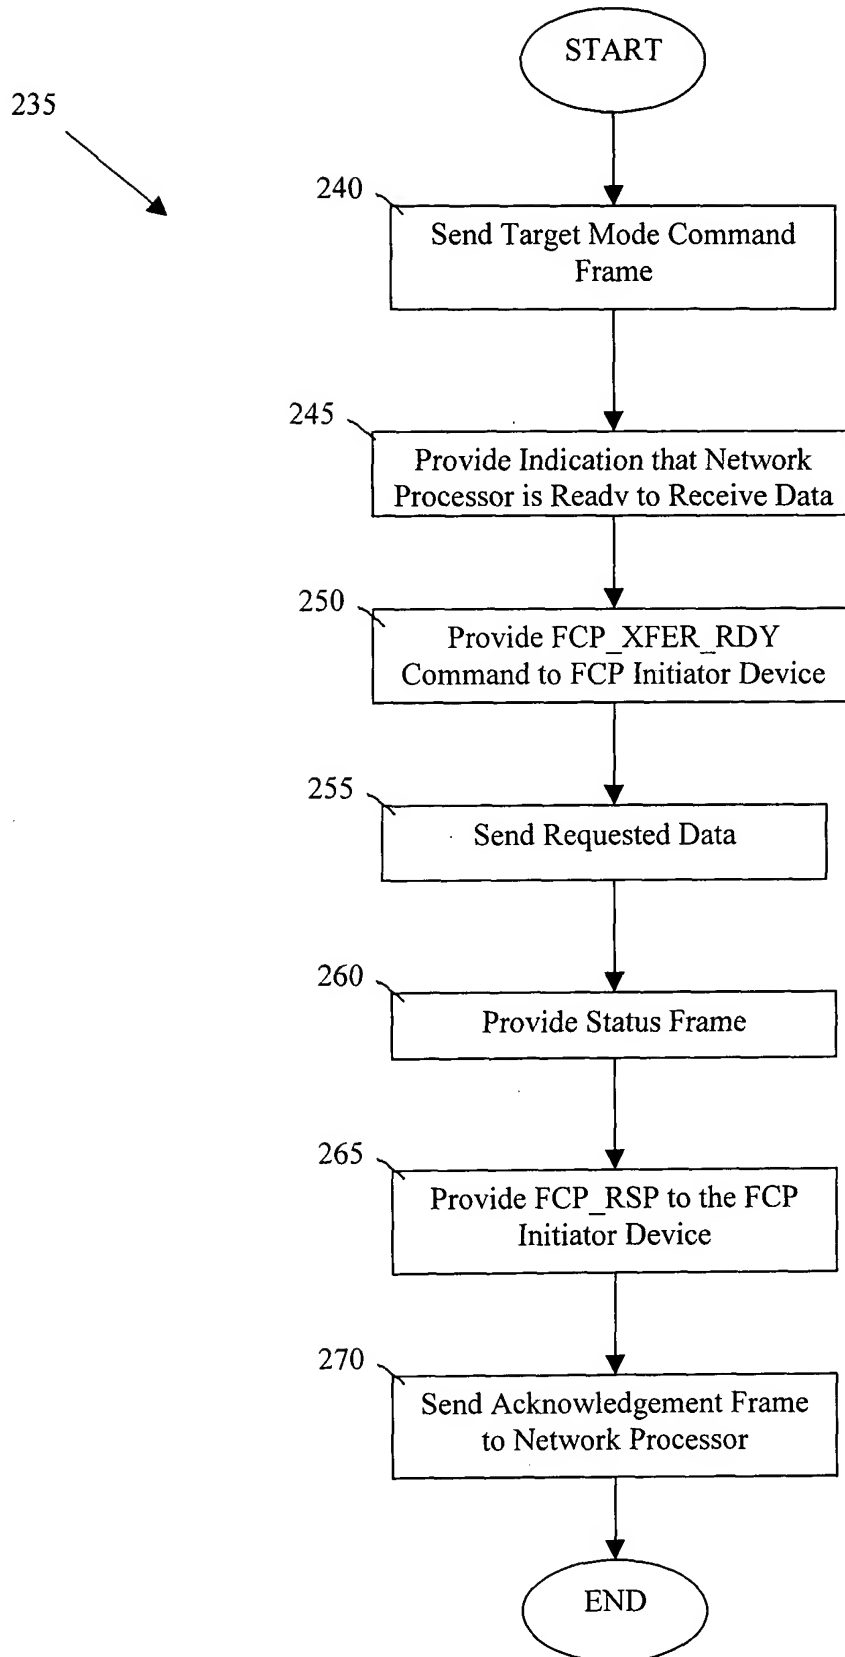 START
235
240
Send Target Mode Command
Frame
245
Provide Indication that Network
Processor is Ready to Receive Data
250
Provide FCP_XFER_RDY
Command to FCP Initiator Device
255
Send Requested Data
260
Provide Status Frame
265
Provide FCP_RSP to the FCP
Initiator Device
270
Send Acknowledgement Frame
to Network Processor
END